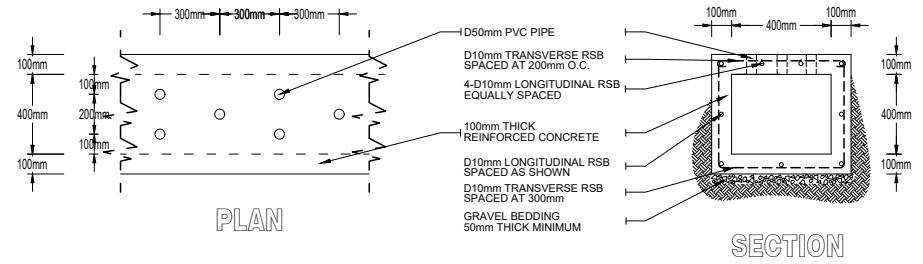 300mm 300mm 300mm
100mm
400mm
100mm
100mm
200mm
100mm
PLAN
D50mm PVC PIPE
D10mm TRANSVERSE RSB
SPACED AT 200mm O.C.
4-D10mm LONGITUDINAL RSB
EQUALLY SPACED
100mm THICK
REINFORCED CONCRETE
D10mm LONGITUDINAL RSB
SPACED AS SHOWN
D10mm TRANSVERSE RSB
SPACED AT 300mm
GRAVEL BEDDING
50mm THICK MINIMUM
100mm 400mm 100mm
100mm
400mm
100mm
SECTION